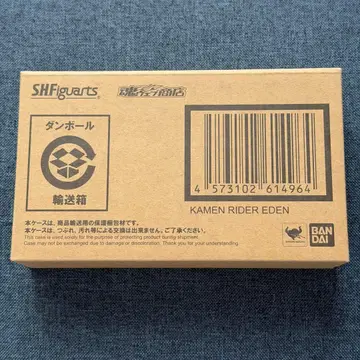 S.H.Figuarts
魂ウェブ商店
ダンボール
輸送箱
4 573102 614964
KAMEN RIDER EDEN
本ケースは、商品輸送用の保護梱包材です。
本ケースは、つぶれ、汚れ等による交換は出来ません。ご了承ください。
This case is used solely for the purpose of protecting product during shipment.
Case may not be exchanged due to damage or deterioration. Thank you for your understanding.
BAN
DAI